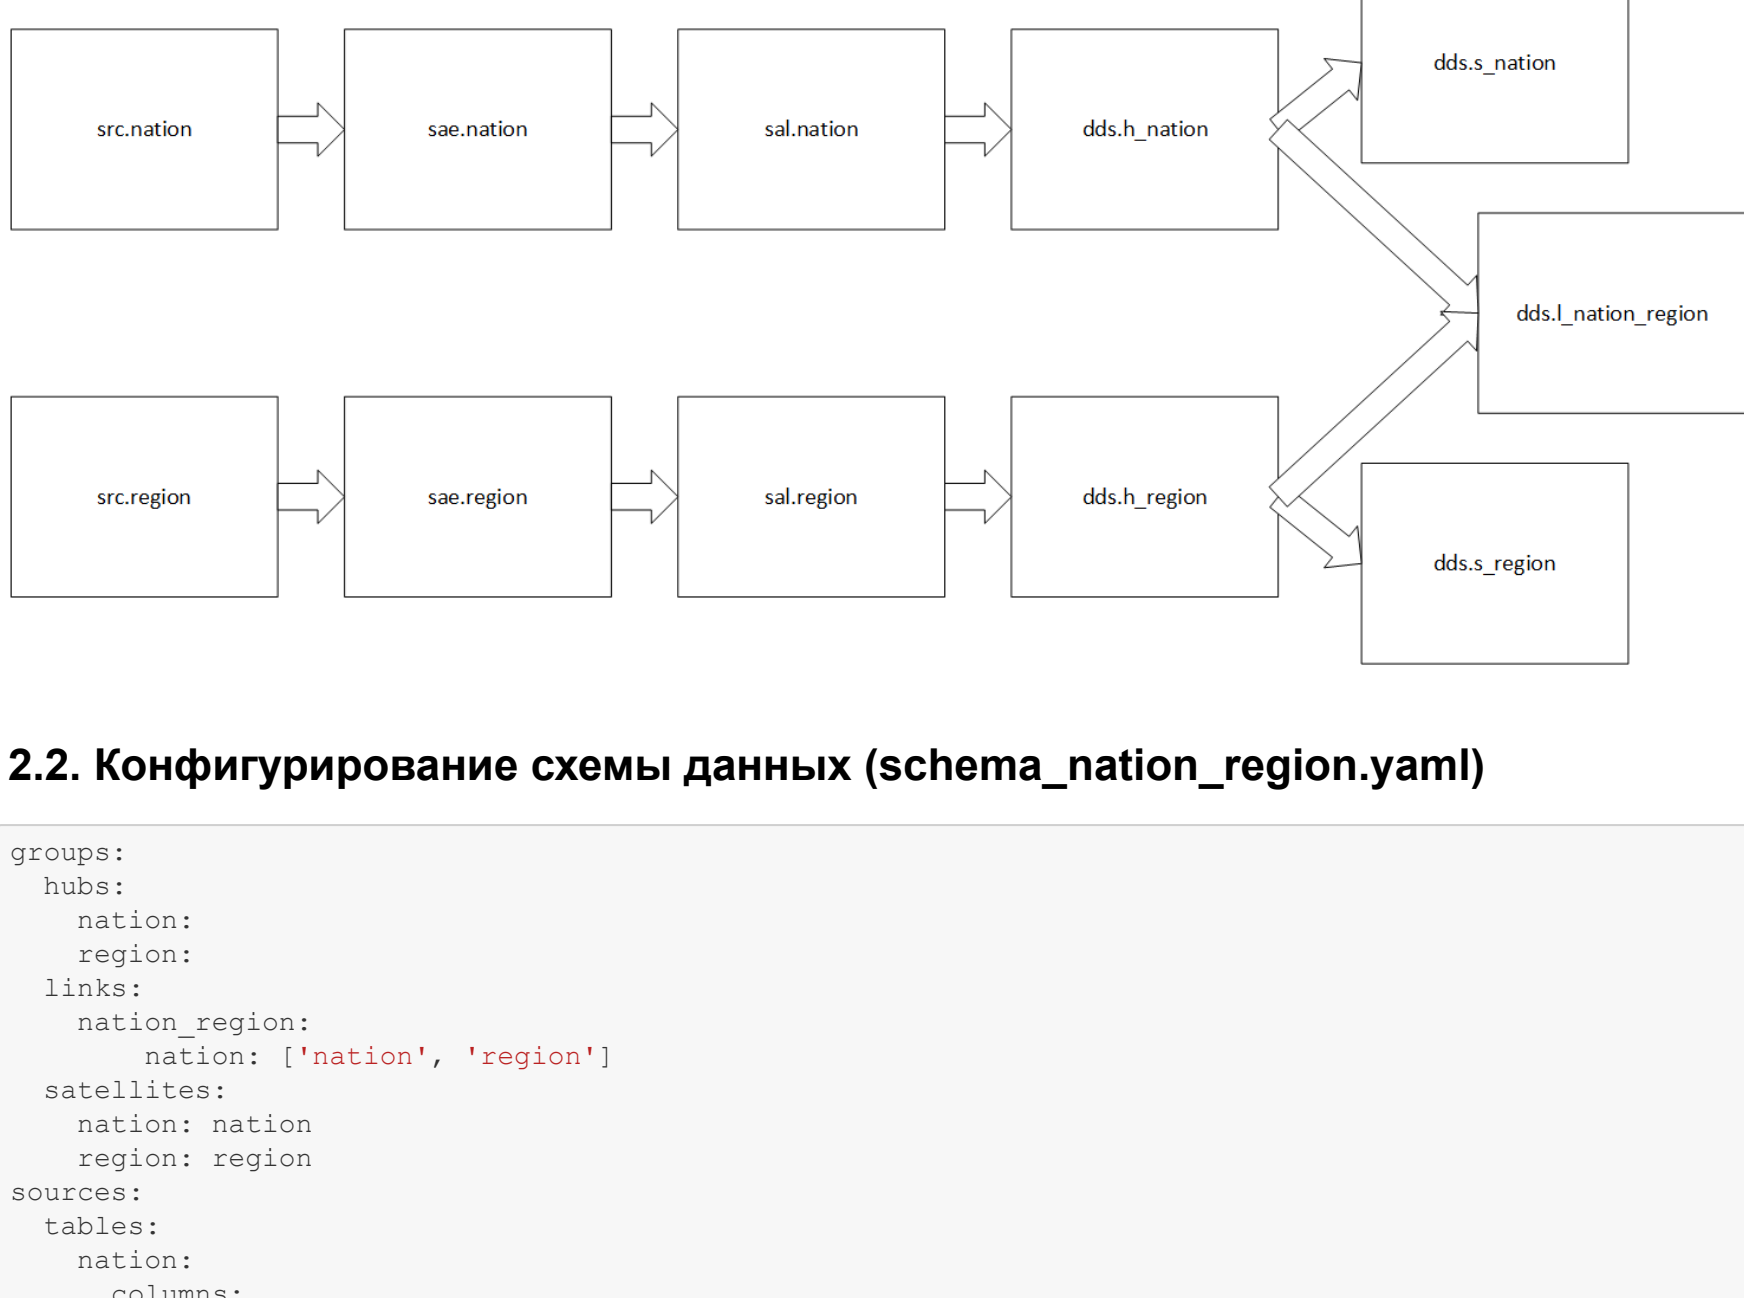 dds.s_nation
src.nation
sae.nation
sal.nation
dds.h_nation
dds.l_nation_region
src.region
sae.region
sal.region
dds.h_region
dds.s_region
2.2. Конфигурирование схемы данных (schema_nation_region.yaml)
groups:
  hubs:
    nation:
    region:
  links:
    nation_region:
        nation: ['nation', 'region']
  satellites:
    nation: nation
    region: region
sources:
  tables:
    nation:
      columns: